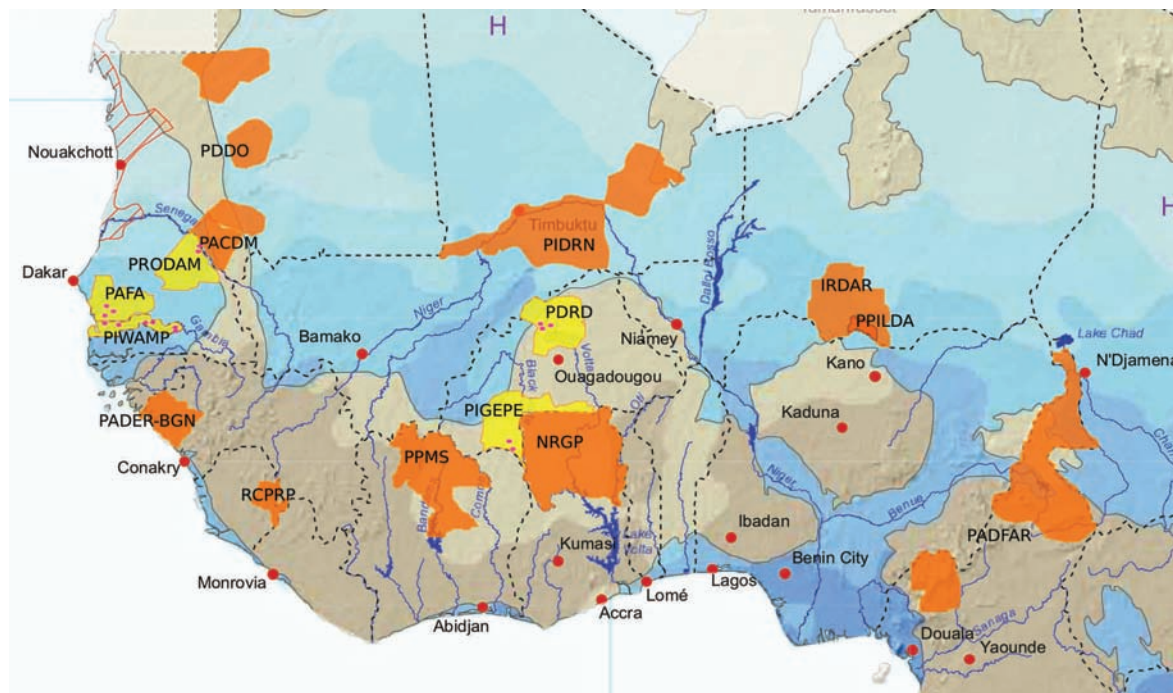 Tamanrasset
H
Nouakchott
PDDO
Senegal
PACDM
Timbuktu
PIDRN
H
Dakar
PRODAM
PAFA
PIWAMP
Gambia
Niger
Bamako
PDRD
Niamey
Dallol Bosso
IRDAR
PPILDA
Lake Chad
N'Djamena
Ouagadougou
Black
Volta
Oti
Kano
Kaduna
PADER-BGN
Conakry
PIGEPE
PPMS
NRGP
Niger
Benue
Chari
RCPRP
Kumasi
Lake
Volta
Ibadan
PADFAR
Monrovia
Benin City
Abidjan
Accra
Lomé
Lagos
Douala
Sanaga
Yaounde